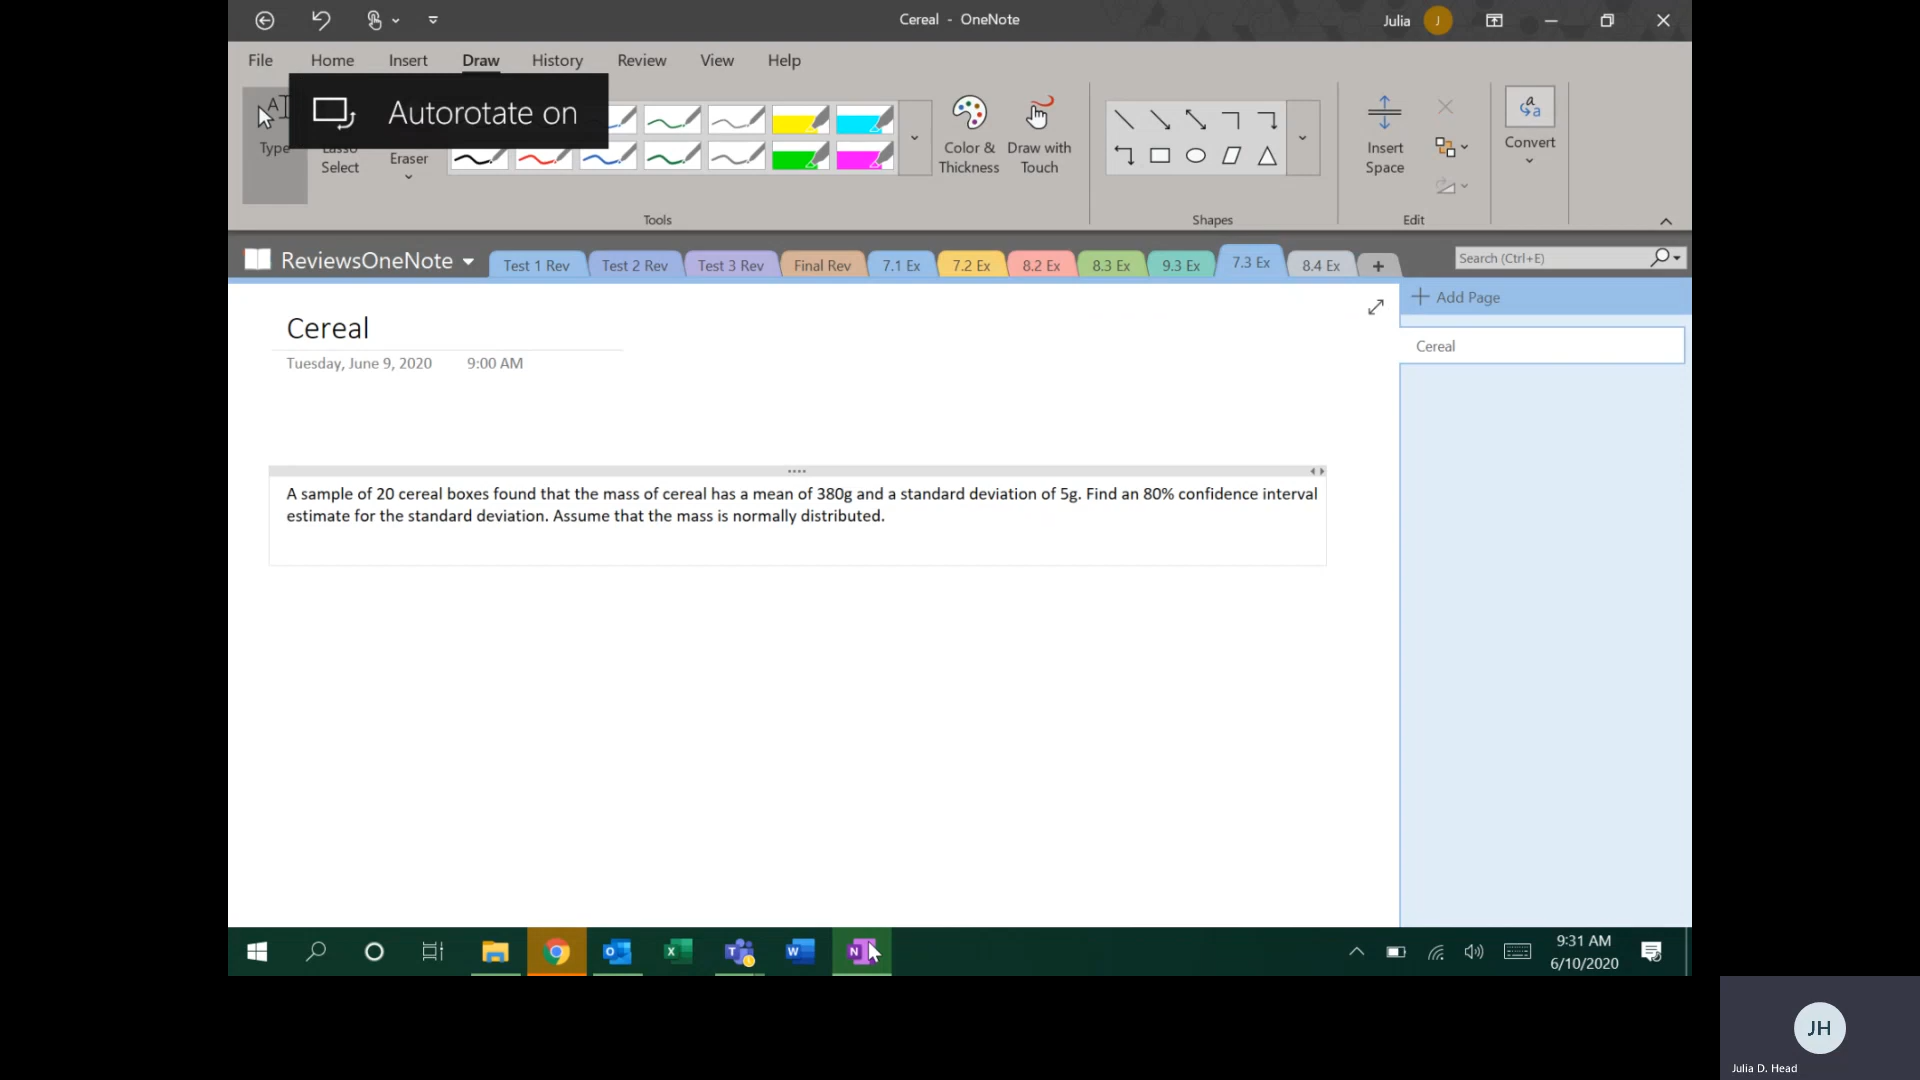 Cereal - OneNote
Julia
J
File Home Insert Draw History Review View Help
Autorotate on
Type
Lasso
Select
Eraser
Color &
Thickness
Draw with
Touch
Insert
Space
Convert
Tools
Shapes
Edit
ReviewsOneNote
Test 1 Rev
Test 2 Rev
Test 3 Rev
Final Rev
7.1 Ex
7.2 Ex
8.2 Ex
8.3 Ex
9.3 Ex
7.3 Ex
8.4 Ex
Search (Ctrl+E)
Add Page
Cereal
Cereal
Tuesday, June 9, 2020 9:00 AM
A sample of 20 cereal boxes found that the mass of cereal has a mean of 380g and a standard deviation of 5g. Find an 80% confidence interval
estimate for the standard deviation. Assume that the mass is normally distributed.
9:31 AM
6/10/2020
JH
Julia D. Head